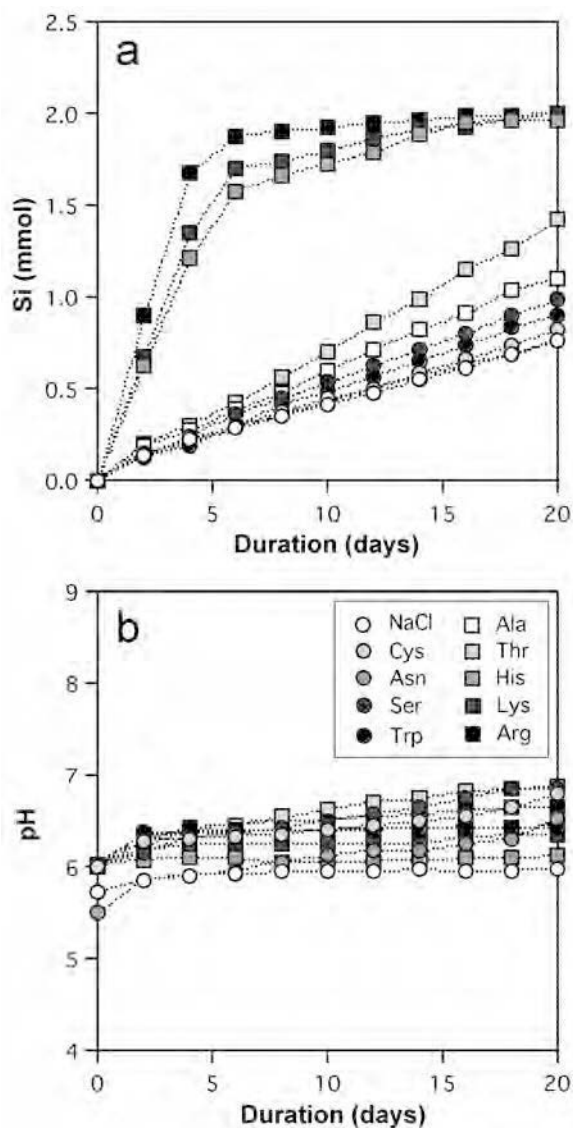 a
2.5
2.0
1.5
1.0
0.5
0.0
Si (mmol)
0 5 10 15 20
Duration (days)
b
9
8
7
6
5
4
pH
NaCl Ala
Cys Thr
Asn His
Ser Lys
Trp Arg
0 5 10 15 20
Duration (days)